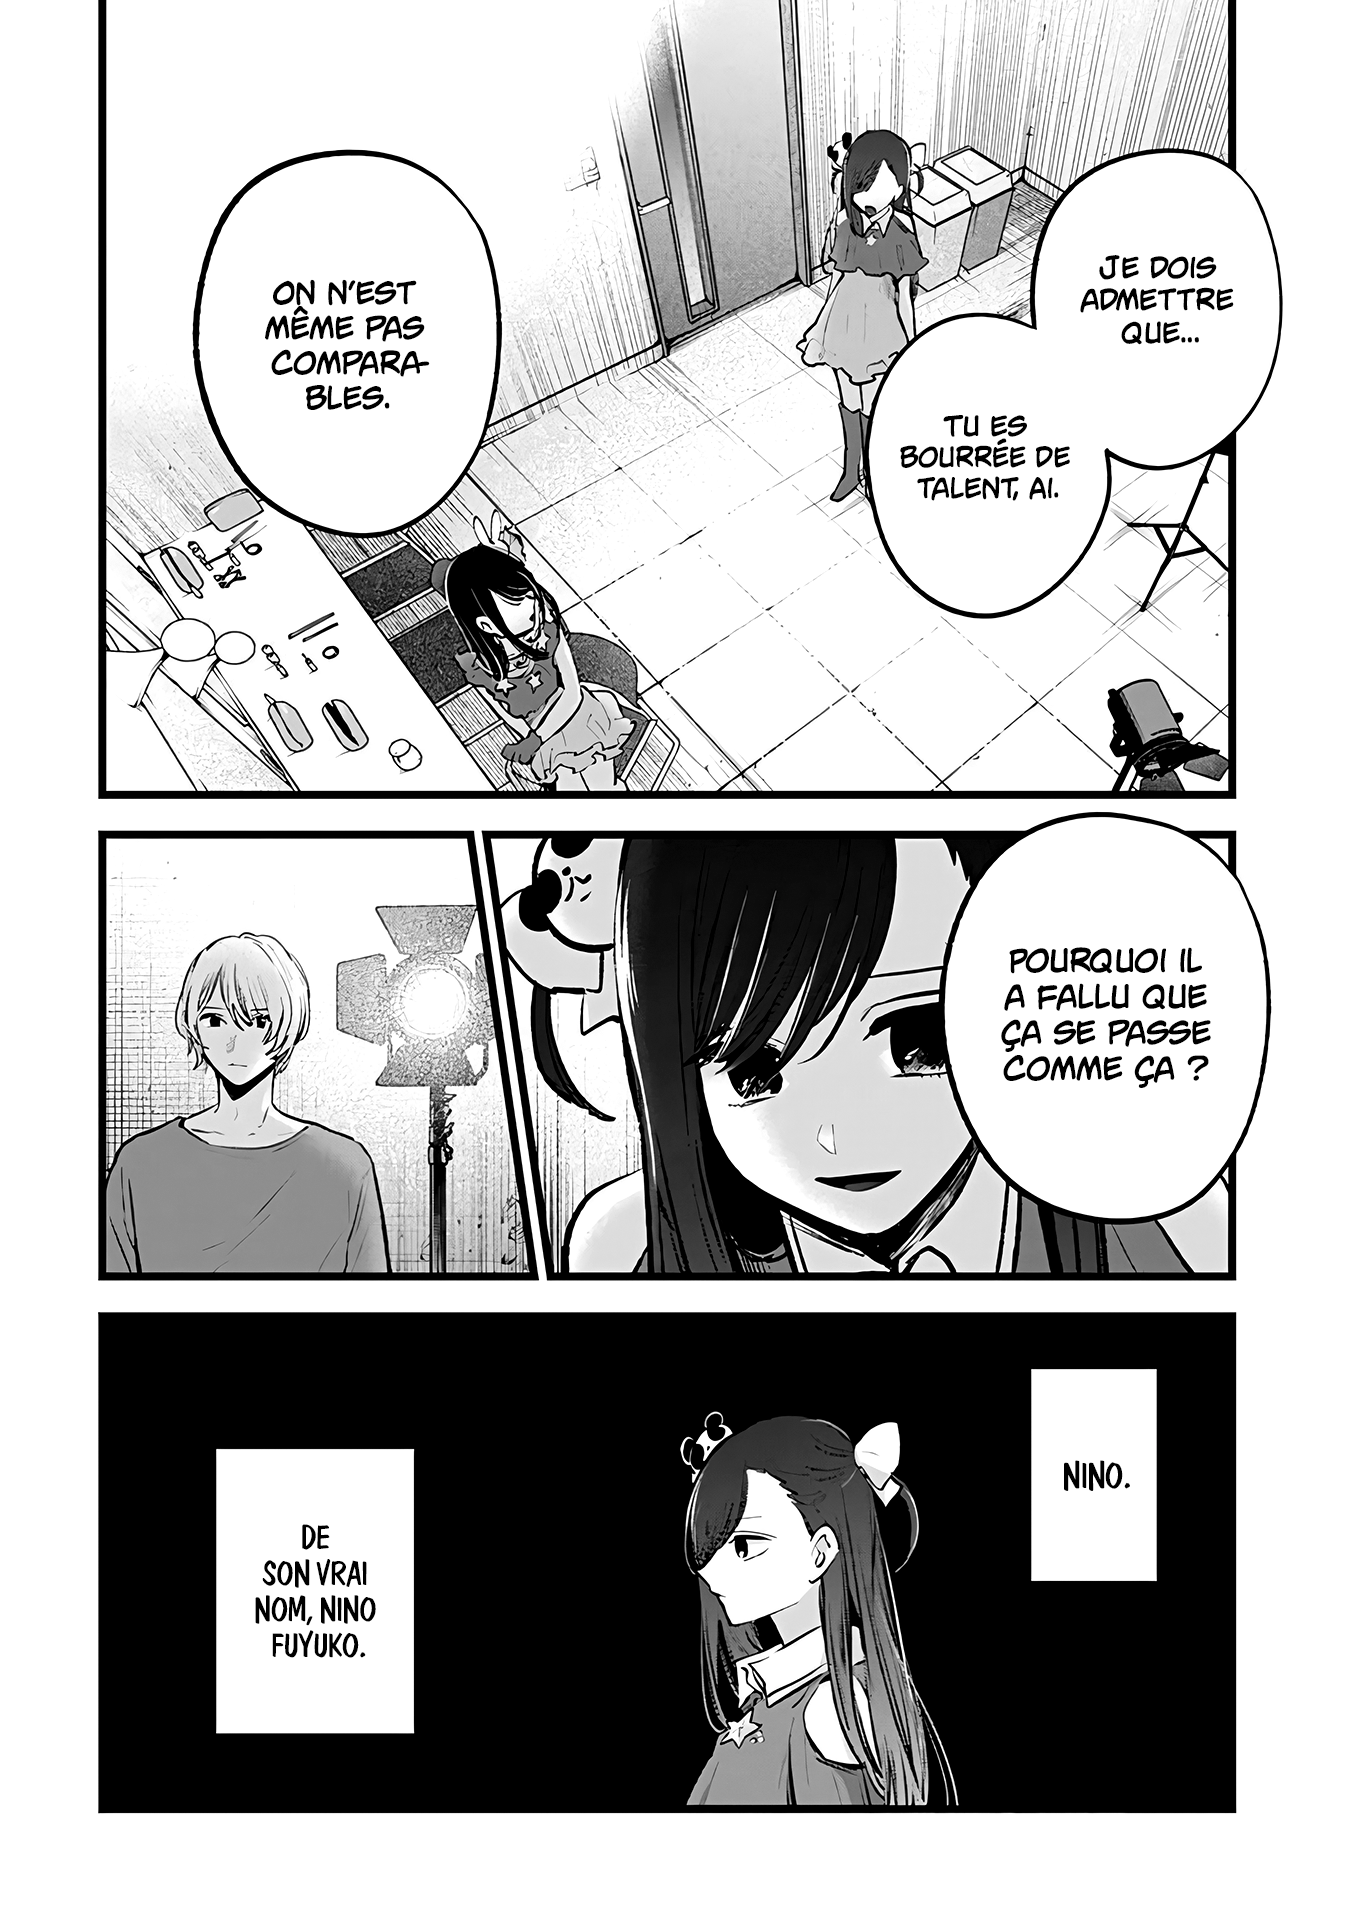 JE DOIS
ADMETTRE
QUE...
TU ES
BOURRÉE DE
TALENT, AI.
ON N'EST
MÊME PAS
COMPARA-
BLES.
POURQUOI IL
A FALLU QUE
ÇA SE PASSE
COMME ÇA ?
NINO.
DE
SON VRAI
NOM, NINO
FUYUKO.